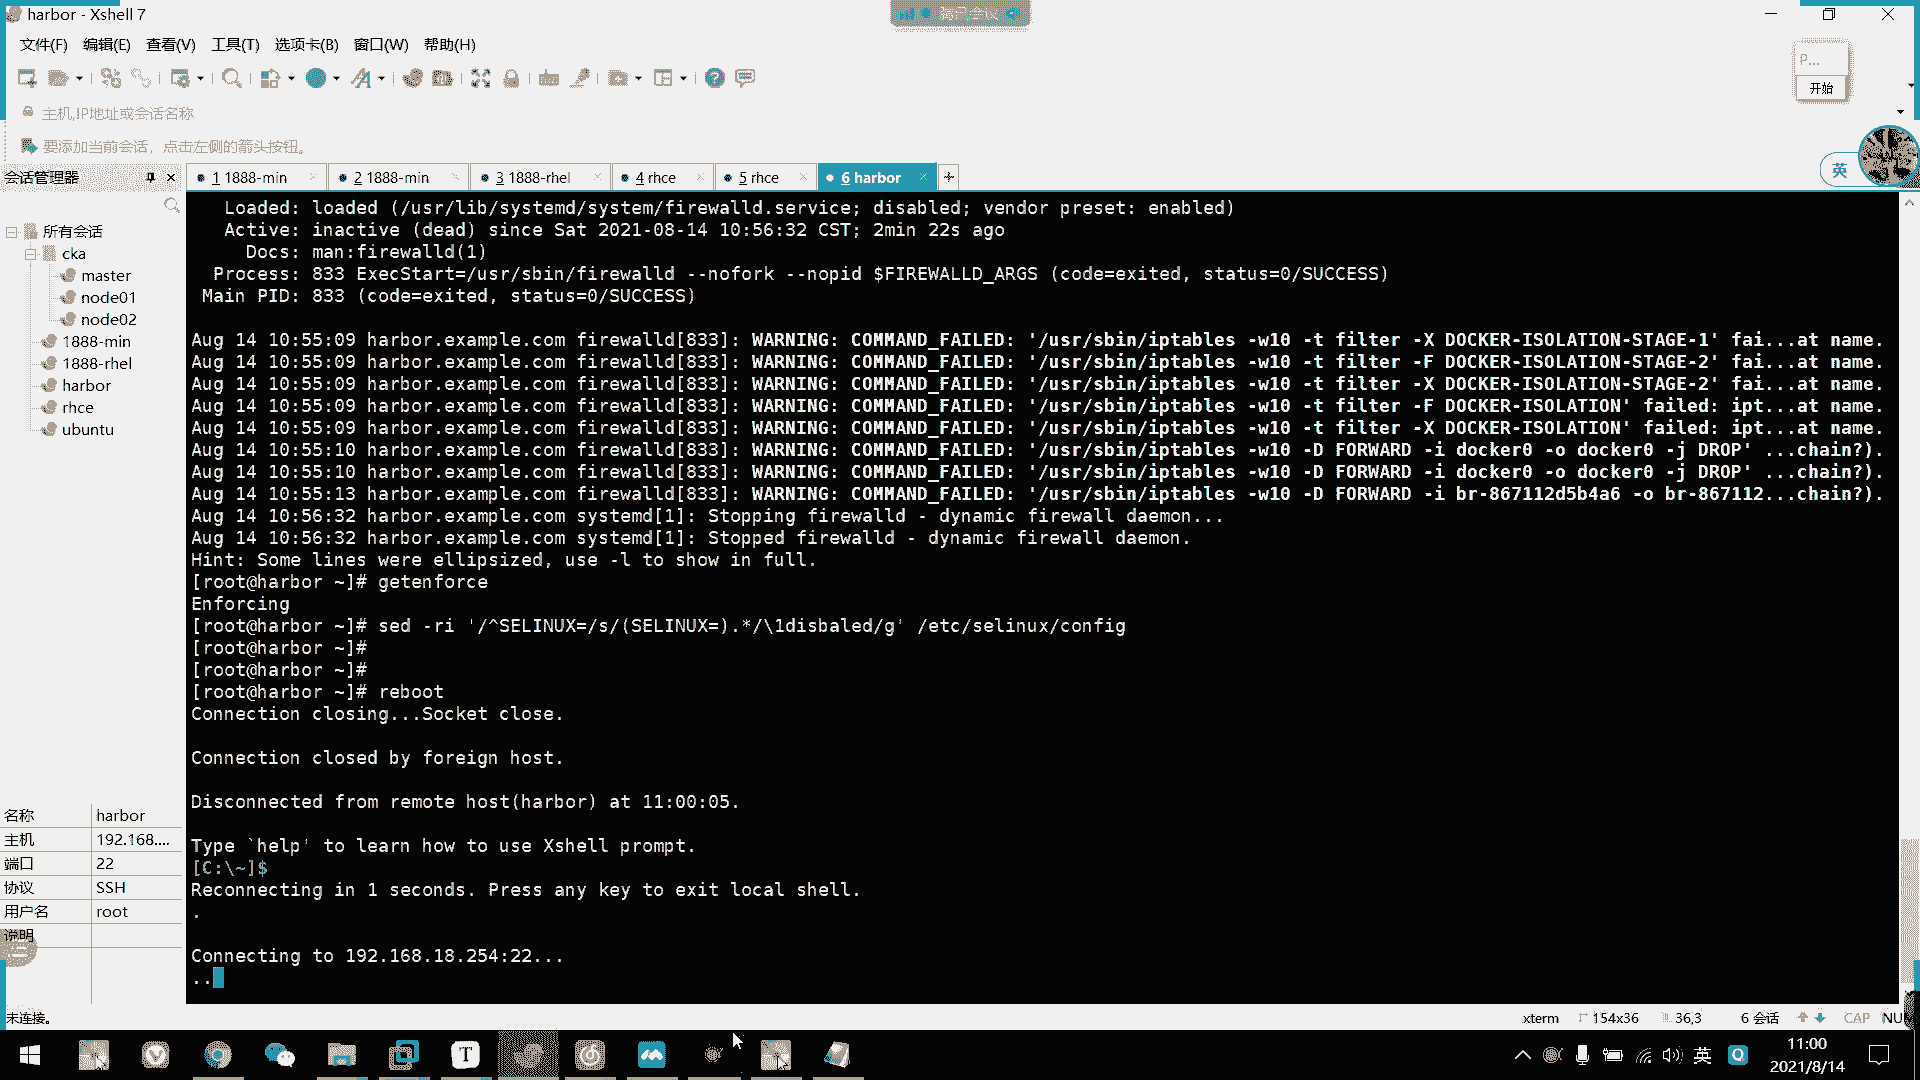 harbor - Xshell 7
文件(F) 编辑(E) 查看(V) 工具(T) 选项卡(B) 窗口(W) 帮助(H)
P...
开始
主机,IP地址或会话名称
要添加当前会话，点击左侧的箭头按钮。
英
会话管理器
1 1888-min
2 1888-min
3 1888-rhel
4 rhce
5 rhce
6 harbor
所有会话
cka
master
node01
node02
1888-min
1888-rhel
harbor
rhce
ubuntu
Loaded: loaded (/usr/lib/systemd/system/firewalld.service; disabled; vendor preset: enabled)
Active: inactive (dead) since Sat 2021-08-14 10:56:32 CST; 2min 22s ago
Docs: man:firewalld(1)
Process: 833 ExecStart=/usr/sbin/firewalld --nofork --nopid $FIREWALLD_ARGS (code=exited, status=0/SUCCESS)
Main PID: 833 (code=exited, status=0/SUCCESS)
Aug 14 10:55:09 harbor.example.com firewalld[833]: WARNING: COMMAND_FAILED: '/usr/sbin/iptables -w10 -t filter -X DOCKER-ISOLATION-STAGE-1' fai...at name.
Aug 14 10:55:09 harbor.example.com firewalld[833]: WARNING: COMMAND_FAILED: '/usr/sbin/iptables -w10 -t filter -F DOCKER-ISOLATION-STAGE-2' fai...at name.
Aug 14 10:55:09 harbor.example.com firewalld[833]: WARNING: COMMAND_FAILED: '/usr/sbin/iptables -w10 -t filter -X DOCKER-ISOLATION-STAGE-2' fai...at name.
Aug 14 10:55:09 harbor.example.com firewalld[833]: WARNING: COMMAND_FAILED: '/usr/sbin/iptables -w10 -t filter -F DOCKER-ISOLATION' failed: ipt...at name.
Aug 14 10:55:09 harbor.example.com firewalld[833]: WARNING: COMMAND_FAILED: '/usr/sbin/iptables -w10 -t filter -X DOCKER-ISOLATION' failed: ipt...at name.
Aug 14 10:55:10 harbor.example.com firewalld[833]: WARNING: COMMAND_FAILED: '/usr/sbin/iptables -w10 -D FORWARD -i docker0 -o docker0 -j DROP' ...chain?).
Aug 14 10:55:10 harbor.example.com firewalld[833]: WARNING: COMMAND_FAILED: '/usr/sbin/iptables -w10 -D FORWARD -i docker0 -o docker0 -j DROP' ...chain?).
Aug 14 10:55:13 harbor.example.com firewalld[833]: WARNING: COMMAND_FAILED: '/usr/sbin/iptables -w10 -D FORWARD -i br-867112d5b4a6 -o br-867112...chain?).
Aug 14 10:56:32 harbor.example.com systemd[1]: Stopping firewalld - dynamic firewall daemon...
Aug 14 10:56:32 harbor.example.com systemd[1]: Stopped firewalld - dynamic firewall daemon.
Hint: Some lines were ellipsized, use -l to show in full.
[root@harbor ~]# getenforce
Enforcing
[root@harbor ~]# sed -ri '/^SELINUX=/s/(SELINUX=).*/\1disbaled/g' /etc/selinux/config
[root@harbor ~]#
[root@harbor ~]#
[root@harbor ~]# reboot
Connection closing...Socket close.
Connection closed by foreign host.
Disconnected from remote host(harbor) at 11:00:05.
Type `help' to learn how to use Xshell prompt.
[C:\~]$
Reconnecting in 1 seconds. Press any key to exit local shell.
.
Connecting to 192.168.18.254:22...
..
名称 harbor
主机 192.168....
端口 22
协议 SSH
用户名 root
说明
未连接。
xterm 154x36 36,3 6 会话 CAP NUM
英
11:00
2021/8/14